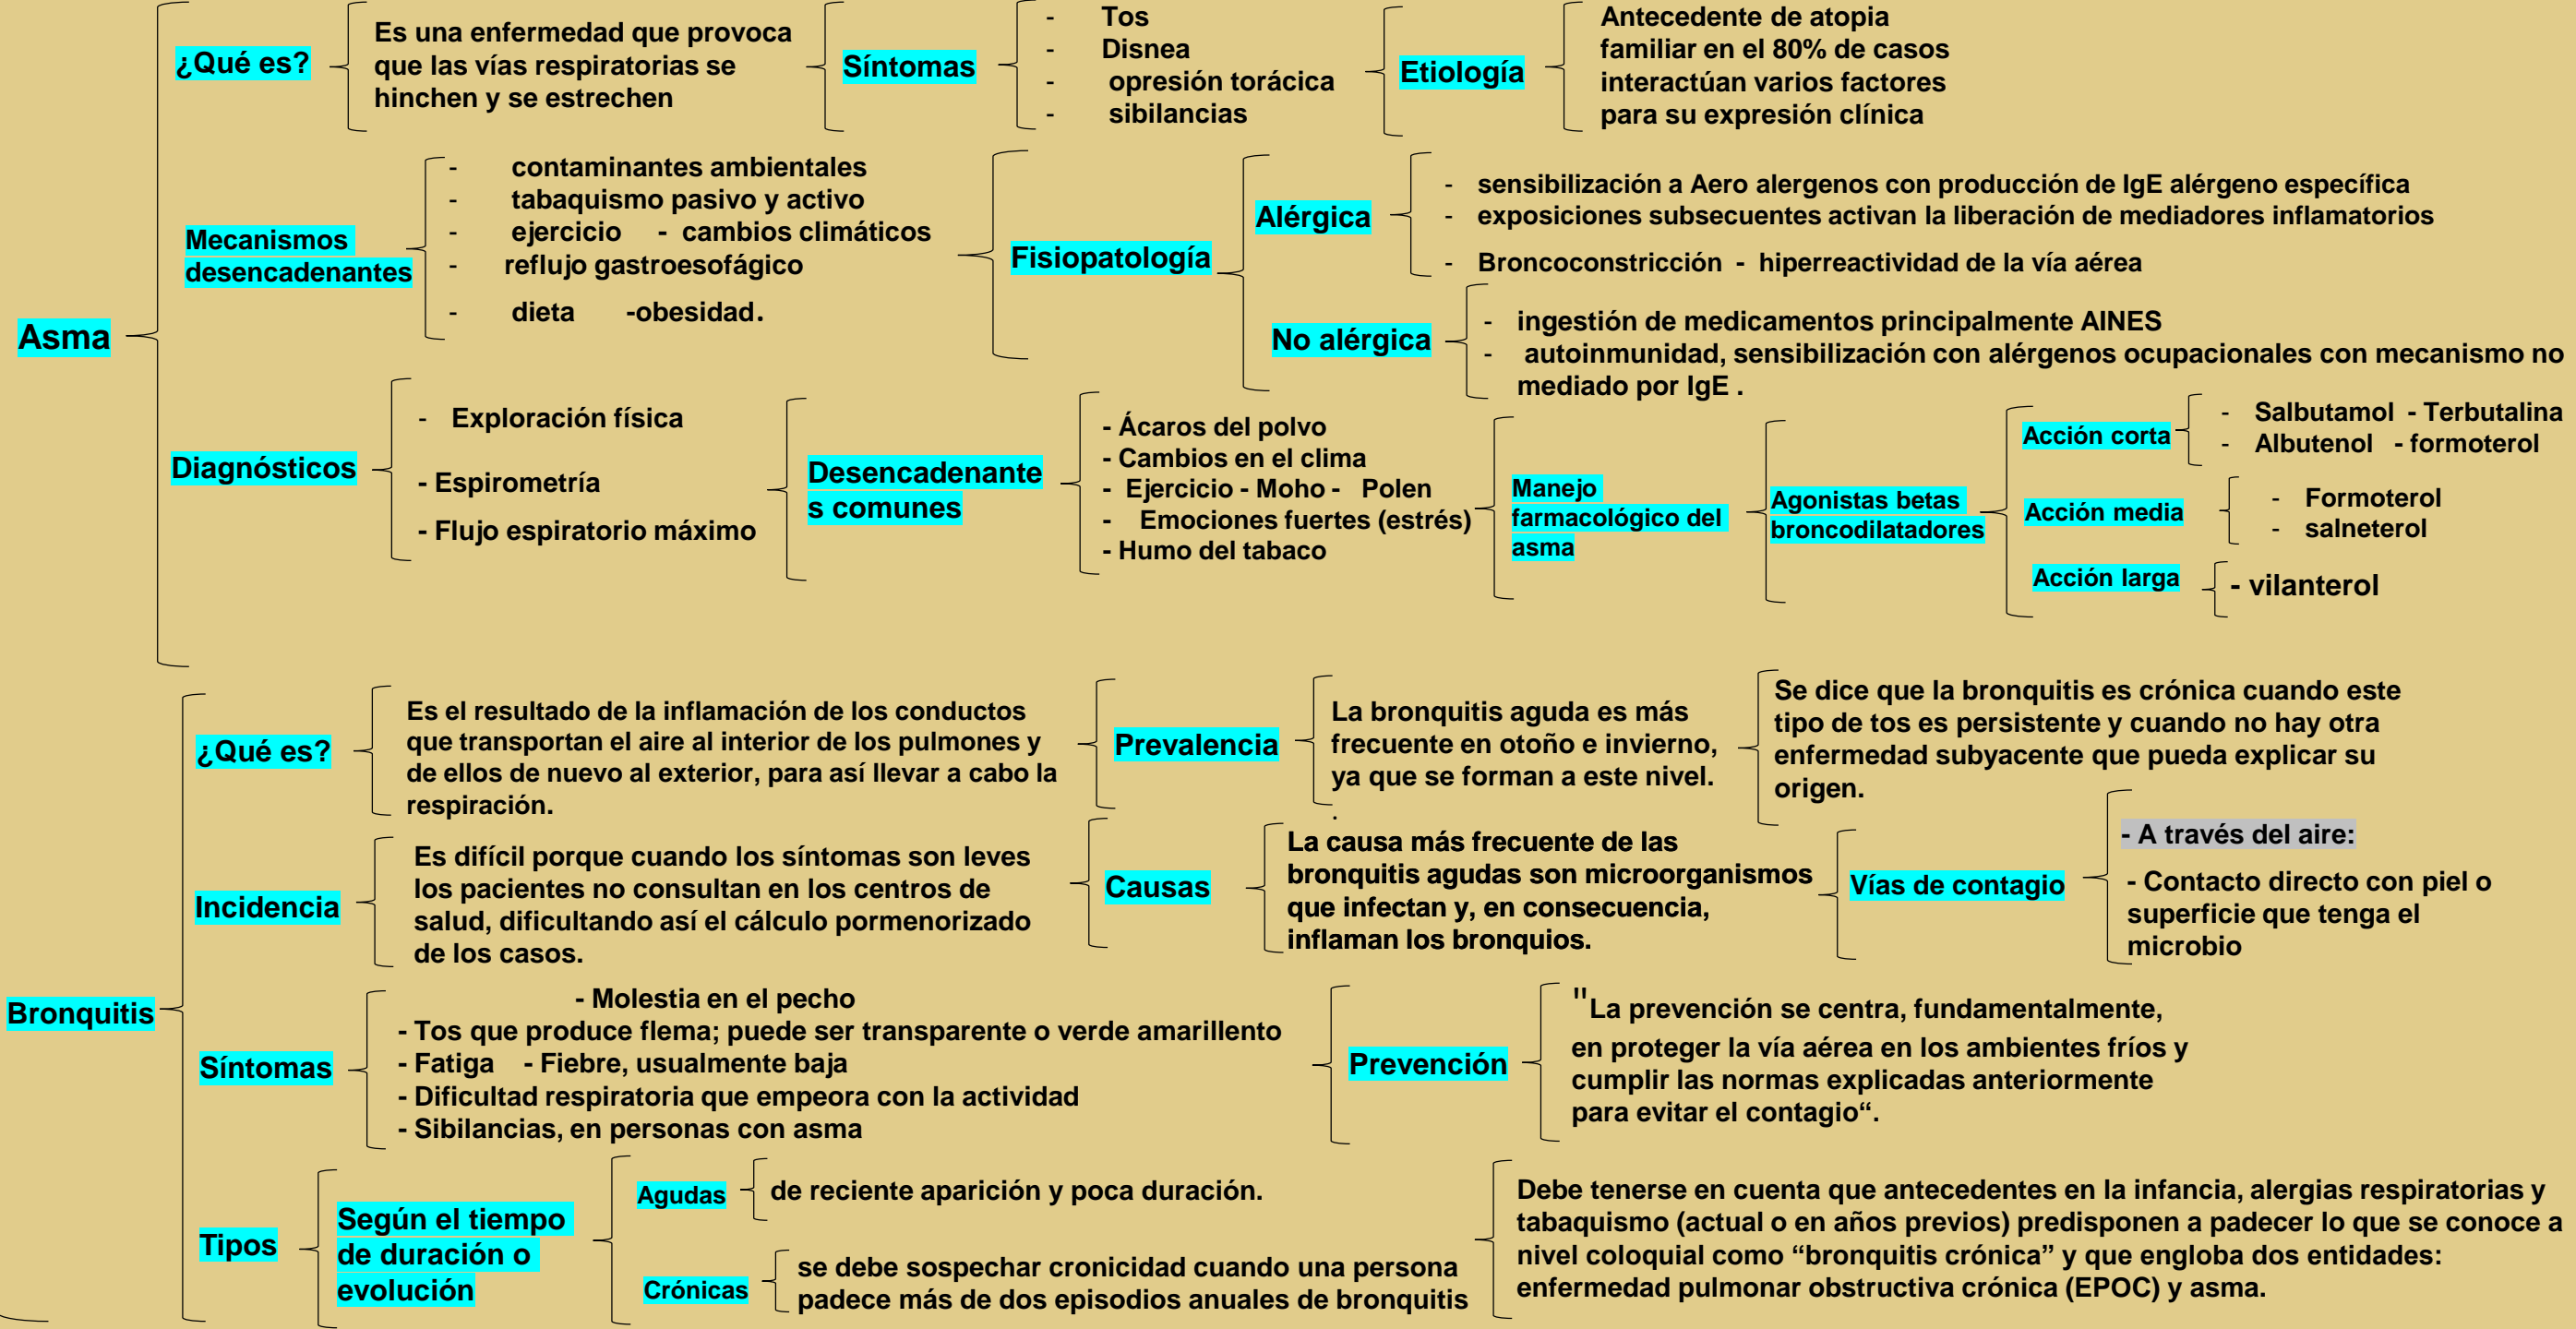 Asma
¿Qué es?
Es una enfermedad que provoca
que las vías respiratorias se
hinchen y se estrechen
Síntomas
- Tos
- Disnea
- opresión torácica
- sibilancias
Etiología
Antecedente de atopia
familiar en el 80% de casos
interactúan varios factores
para su expresión clínica
Mecanismos
desencadenantes
- contaminantes ambientales
- tabaquismo pasivo y activo
- ejercicio - cambios climáticos
- reflujo gastroesofágico
- dieta -obesidad.
Fisiopatología
Alérgica
- sensibilización a Aero alergenos con producción de IgE alérgeno específica
- exposiciones subsecuentes activan la liberación de mediadores inflamatorios
- Broncoconstricción - hiperreactividad de la vía aérea
No alérgica
- ingestión de medicamentos principalmente AINES
- autoinmunidad, sensibilización con alérgenos ocupacionales con mecanismo no
mediado por IgE .
Diagnósticos
- Exploración física
- Espirometría
- Flujo espiratorio máximo
Desencadenante
s comunes
- Ácaros del polvo
- Cambios en el clima
- Ejercicio - Moho - Polen
- Emociones fuertes (estrés)
- Humo del tabaco
Manejo
farmacológico del
asma
Agonistas betas
broncodilatadores
Acción corta
- Salbutamol - Terbutalina
- Albutenol - formoterol
Acción media
- Formoterol
- salneterol
Acción larga
- vilanterol
Bronquitis
¿Qué es?
Es el resultado de la inflamación de los conductos
que transportan el aire al interior de los pulmones y
de ellos de nuevo al exterior, para así llevar a cabo la
respiración.
Prevalencia
La bronquitis aguda es más
frecuente en otoño e invierno,
ya que se forman a este nivel.
.
Se dice que la bronquitis es crónica cuando este
tipo de tos es persistente y cuando no hay otra
enfermedad subyacente que pueda explicar su
origen.
Incidencia
Es difícil porque cuando los síntomas son leves
los pacientes no consultan en los centros de
salud, dificultando así el cálculo pormenorizado
de los casos.
Causas
La causa más frecuente de las
bronquitis agudas son microorganismos
que infectan y, en consecuencia,
inflaman los bronquios.
Vías de contagio
- A través del aire:
- Contacto directo con piel o
superficie que tenga el
microbio
Síntomas
- Molestia en el pecho
- Tos que produce flema; puede ser transparente o verde amarillento
- Fatiga - Fiebre, usualmente baja
- Dificultad respiratoria que empeora con la actividad
- Sibilancias, en personas con asma
Prevención
"La prevención se centra, fundamentalmente,
en proteger la vía aérea en los ambientes fríos y
cumplir las normas explicadas anteriormente
para evitar el contagio“.
Tipos
Según el tiempo
de duración o
evolución
Agudas
de reciente aparición y poca duración.
Crónicas
se debe sospechar cronicidad cuando una persona
padece más de dos episodios anuales de bronquitis
Debe tenerse en cuenta que antecedentes en la infancia, alergias respiratorias y
tabaquismo (actual o en años previos) predisponen a padecer lo que se conoce a
nivel coloquial como “bronquitis crónica” y que engloba dos entidades:
enfermedad pulmonar obstructiva crónica (EPOC) y asma.